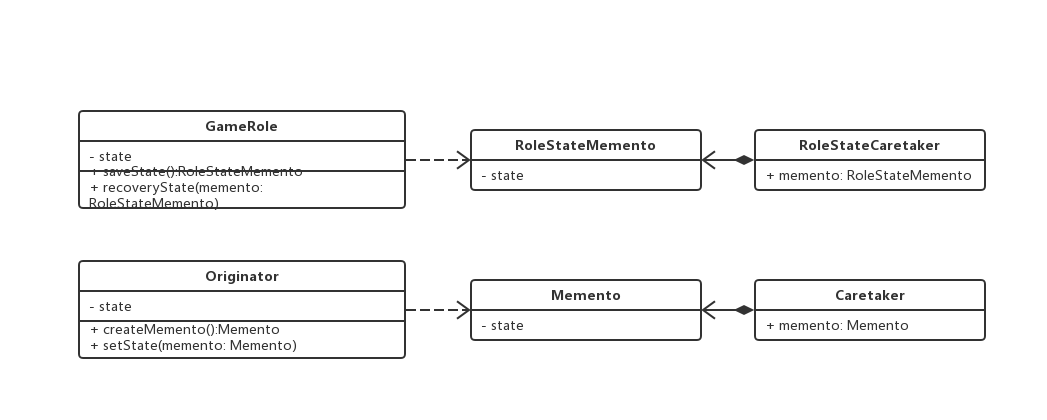 GameRole
- state
+ saveState():RoleStateMemento
+ recoveryState(memento:
RoleStateMemento)
RoleStateMemento
- state
RoleStateCaretaker
+ memento: RoleStateMemento
Originator
- state
+ createMemento():Memento
+ setState(memento: Memento)
Memento
- state
Caretaker
+ memento: Memento